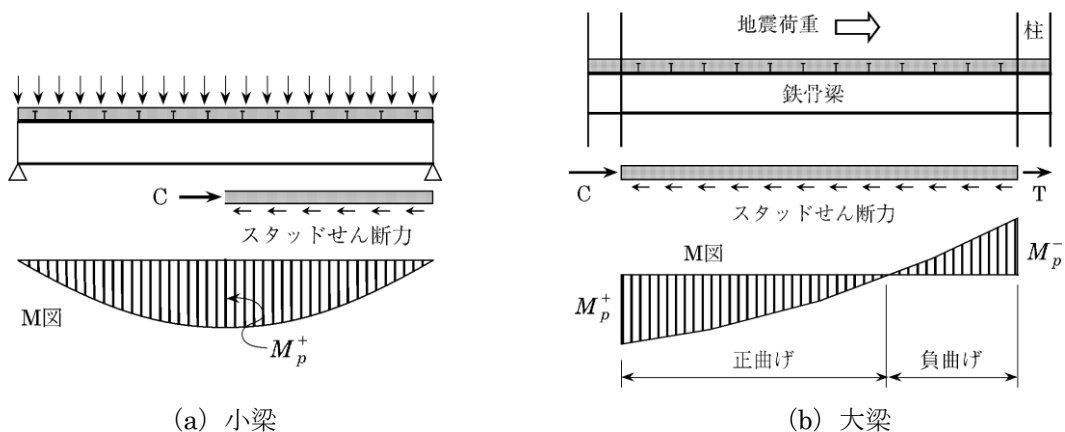 C
スタッドせん断力
M図
M_p^+
(a) 小梁
地震荷重
柱
鉄骨梁
C
T
スタッドせん断力
M図
M_p^+
M_p^-
正曲げ
負曲げ
(b) 大梁